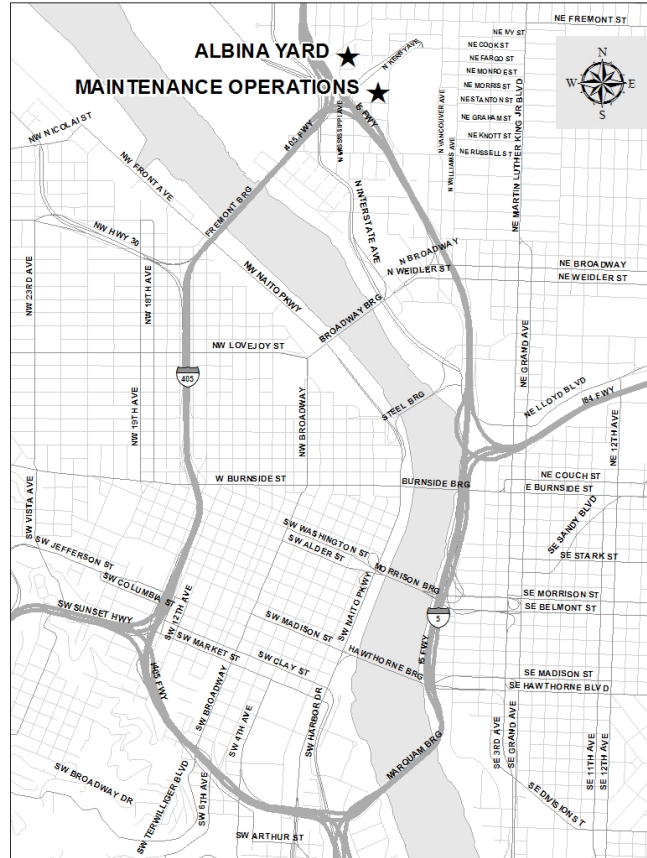 NE FREMONT ST
NE IVY ST
ALBINA YARD
N KERBY AVE
NE COOK ST
NE FARGO ST
N
NE MONROE ST
MAINTENANCE OPERATIONS
W
E
NE MORRIS ST
NE STANTON ST
S
I5 FWY
NE GRAHAM ST
NW NICOLAI ST
I405 FWY
N MISSISSIPPI AVE
N VANCOUVER AVE
NE KNOTT ST
NE RUSSELL ST
N WILLIAMS AVE
NE MARTIN LUTHER KING JR BLVD
NW FRONT AVE
FREMONT BRG
N INTERSTATE AVE
NW HWY 30
N BROADWAY
NE BROADWAY
N WEIDLER ST
NE WEIDLER ST
NW 23RD AVE
NW 18TH AVE
NW NAITO PKWY
BROADWAY BRG
NW LOVEJOY ST
NE GRAND AVE
405
NE LLOYD BLVD
I84 FWY
NW 19TH AVE
NW BROADWAY
STEEL BRG
NE 12TH AVE
W BURNSIDE ST
BURNSIDE BRG
NE COUCH ST
E BURNSIDE ST
SW VISTA AVE
SE SANDY BLVD
SW WASHINGTON ST
SW ALDER ST
SW JEFFERSON ST
SE STARK ST
SW COLUMBIA ST
MORRISON BRG
SE MORRISON ST
SE BELMONT ST
SW SUNSET HWY
SW 12TH AVE
SW NAITO PKWY
5
SW MADISON ST
I5 FWY
SW MARKET ST
HAWTHORNE BRG
SW CLAY ST
SE MADISON ST
SE HAWTHORNE BLVD
I405 FWY
SW BROADWAY
SW HARBOR DR
SW 4TH AVE
SE 3RD AVE
SE GRAND AVE
SE 11TH AVE
SE 12TH AVE
MARQUAM BRG
SW BROADWAY DR
SW TERWILLIGER BLVD
SW 6TH AVE
SE DIVISION ST
SW ARTHUR ST